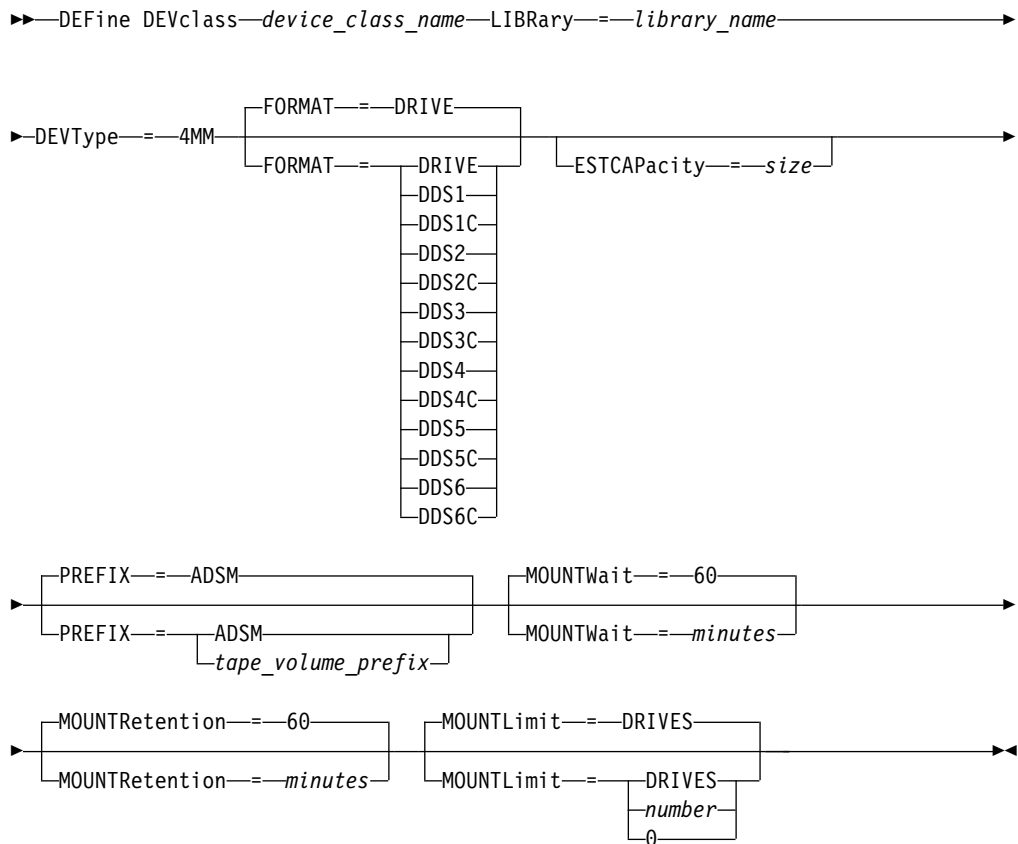 DEFine DEVclass device_class_name LIBRary = library_name
FORMAT = DRIVE
DEVType = 4MM
FORMAT = DRIVE
ESTCAPacity = size
DDS1
DDS1C
DDS2
DDS2C
DDS3
DDS3C
DDS4
DDS4C
DDS5
DDS5C
DDS6
DDS6C
PREFIX = ADSM
MOUNTWait = 60
PREFIX = ADSM
MOUNTWait = minutes
tape_volume_prefix
MOUNTRetention = 60
MOUNTLimit = DRIVES
MOUNTRetention = minutes
MOUNTLimit = DRIVES
number
0